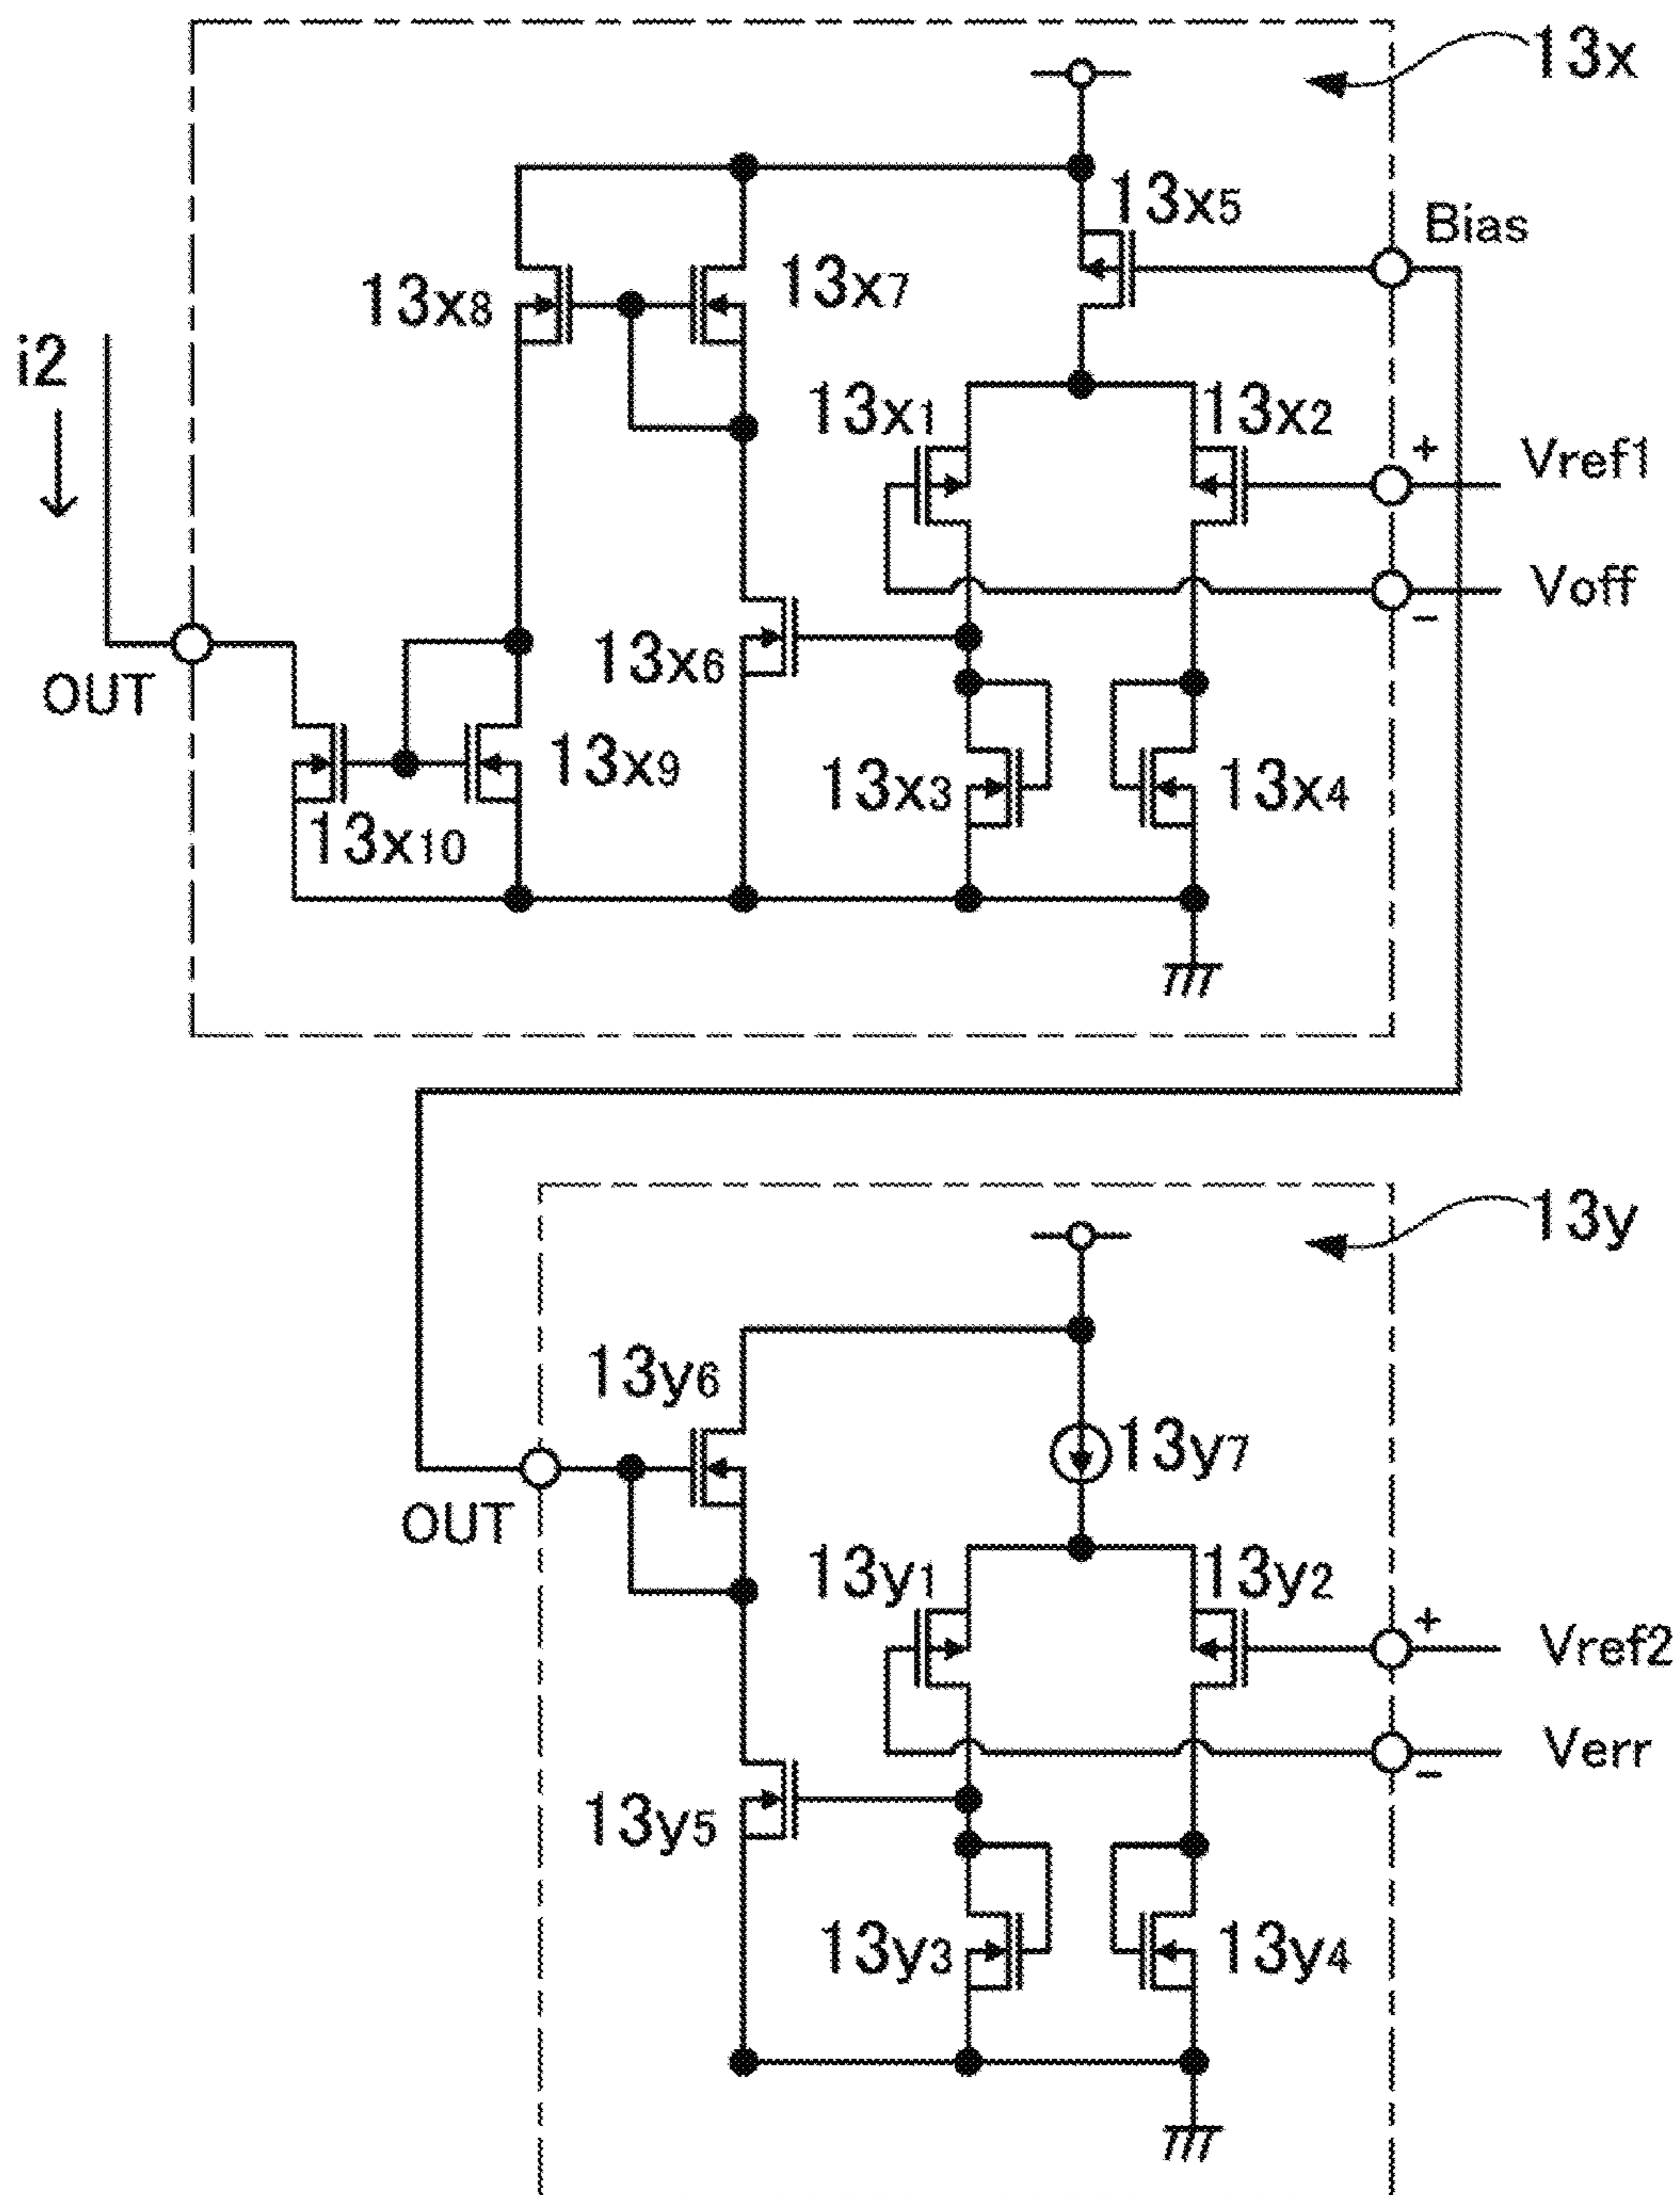 13x
13x5
Bias
13x8
13x7
i2
13x1
13x2
+
Vref1
Voff
−
13x6
OUT
13x9
13x3
13x4
13x10
13y
13y6
13y7
OUT
13y1
13y2
+
Vref2
Verr
−
13y5
13y3
13y4